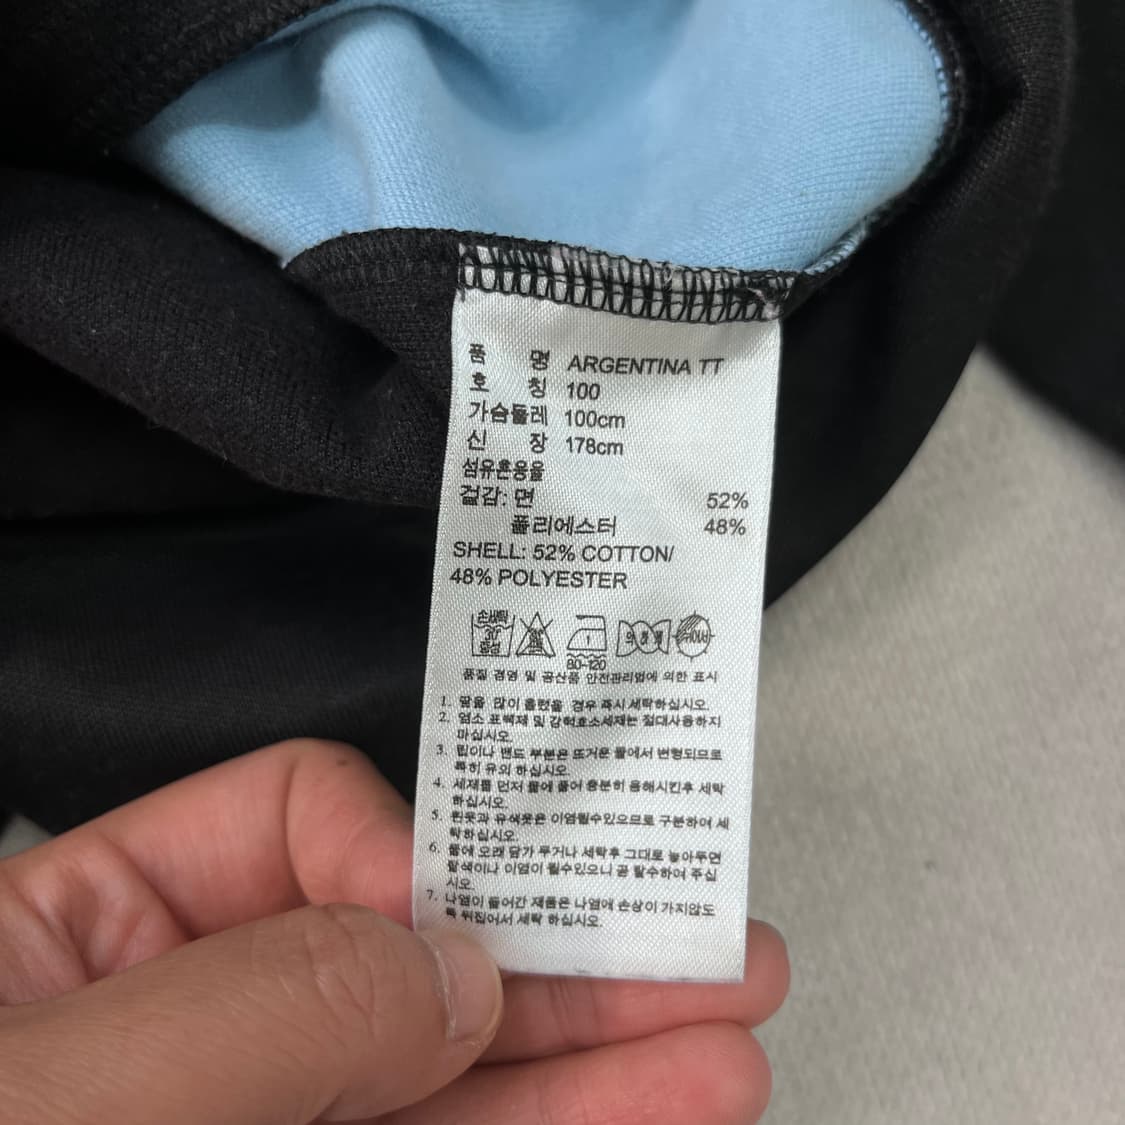 품 명 ARGENTINA TT
호 칭 100
가슴둘레 100cm
신 장 178cm
섬유혼용율
겉감: 면 52%
폴리에스터 48%
SHELL: 52% COTTON/
48% POLYESTER
손세탁
30°
중성
1
80-120
품질 경영 및 공산품 안전관리법에 의한 표시
1. 땀을 많이 흘렸을 경우 즉시 세탁하십시오.
2. 염소 표백제 및 강력효소세제는 절대사용하지
마십시오.
3. 립이나 밴드 부분은 뜨거운 물에서 변형되므로
특히 유의 하십시오.
4. 세제를 먼저 물에 풀어 충분히 용해시킨후 세탁
하십시오.
5. 흰옷과 유색옷은 이염될수있으므로 구분하여 세
탁하십시오.
6. 물에 오래 담가 두거나 세탁후 그대로 놓아두면
탈색이나 이염이 될수있으니 곧 탈수하여 주십
시오.
7. 나염이 들어간 제품은 나염에 손상이 가지않도
록 뒤집어서 세탁 하십시오.